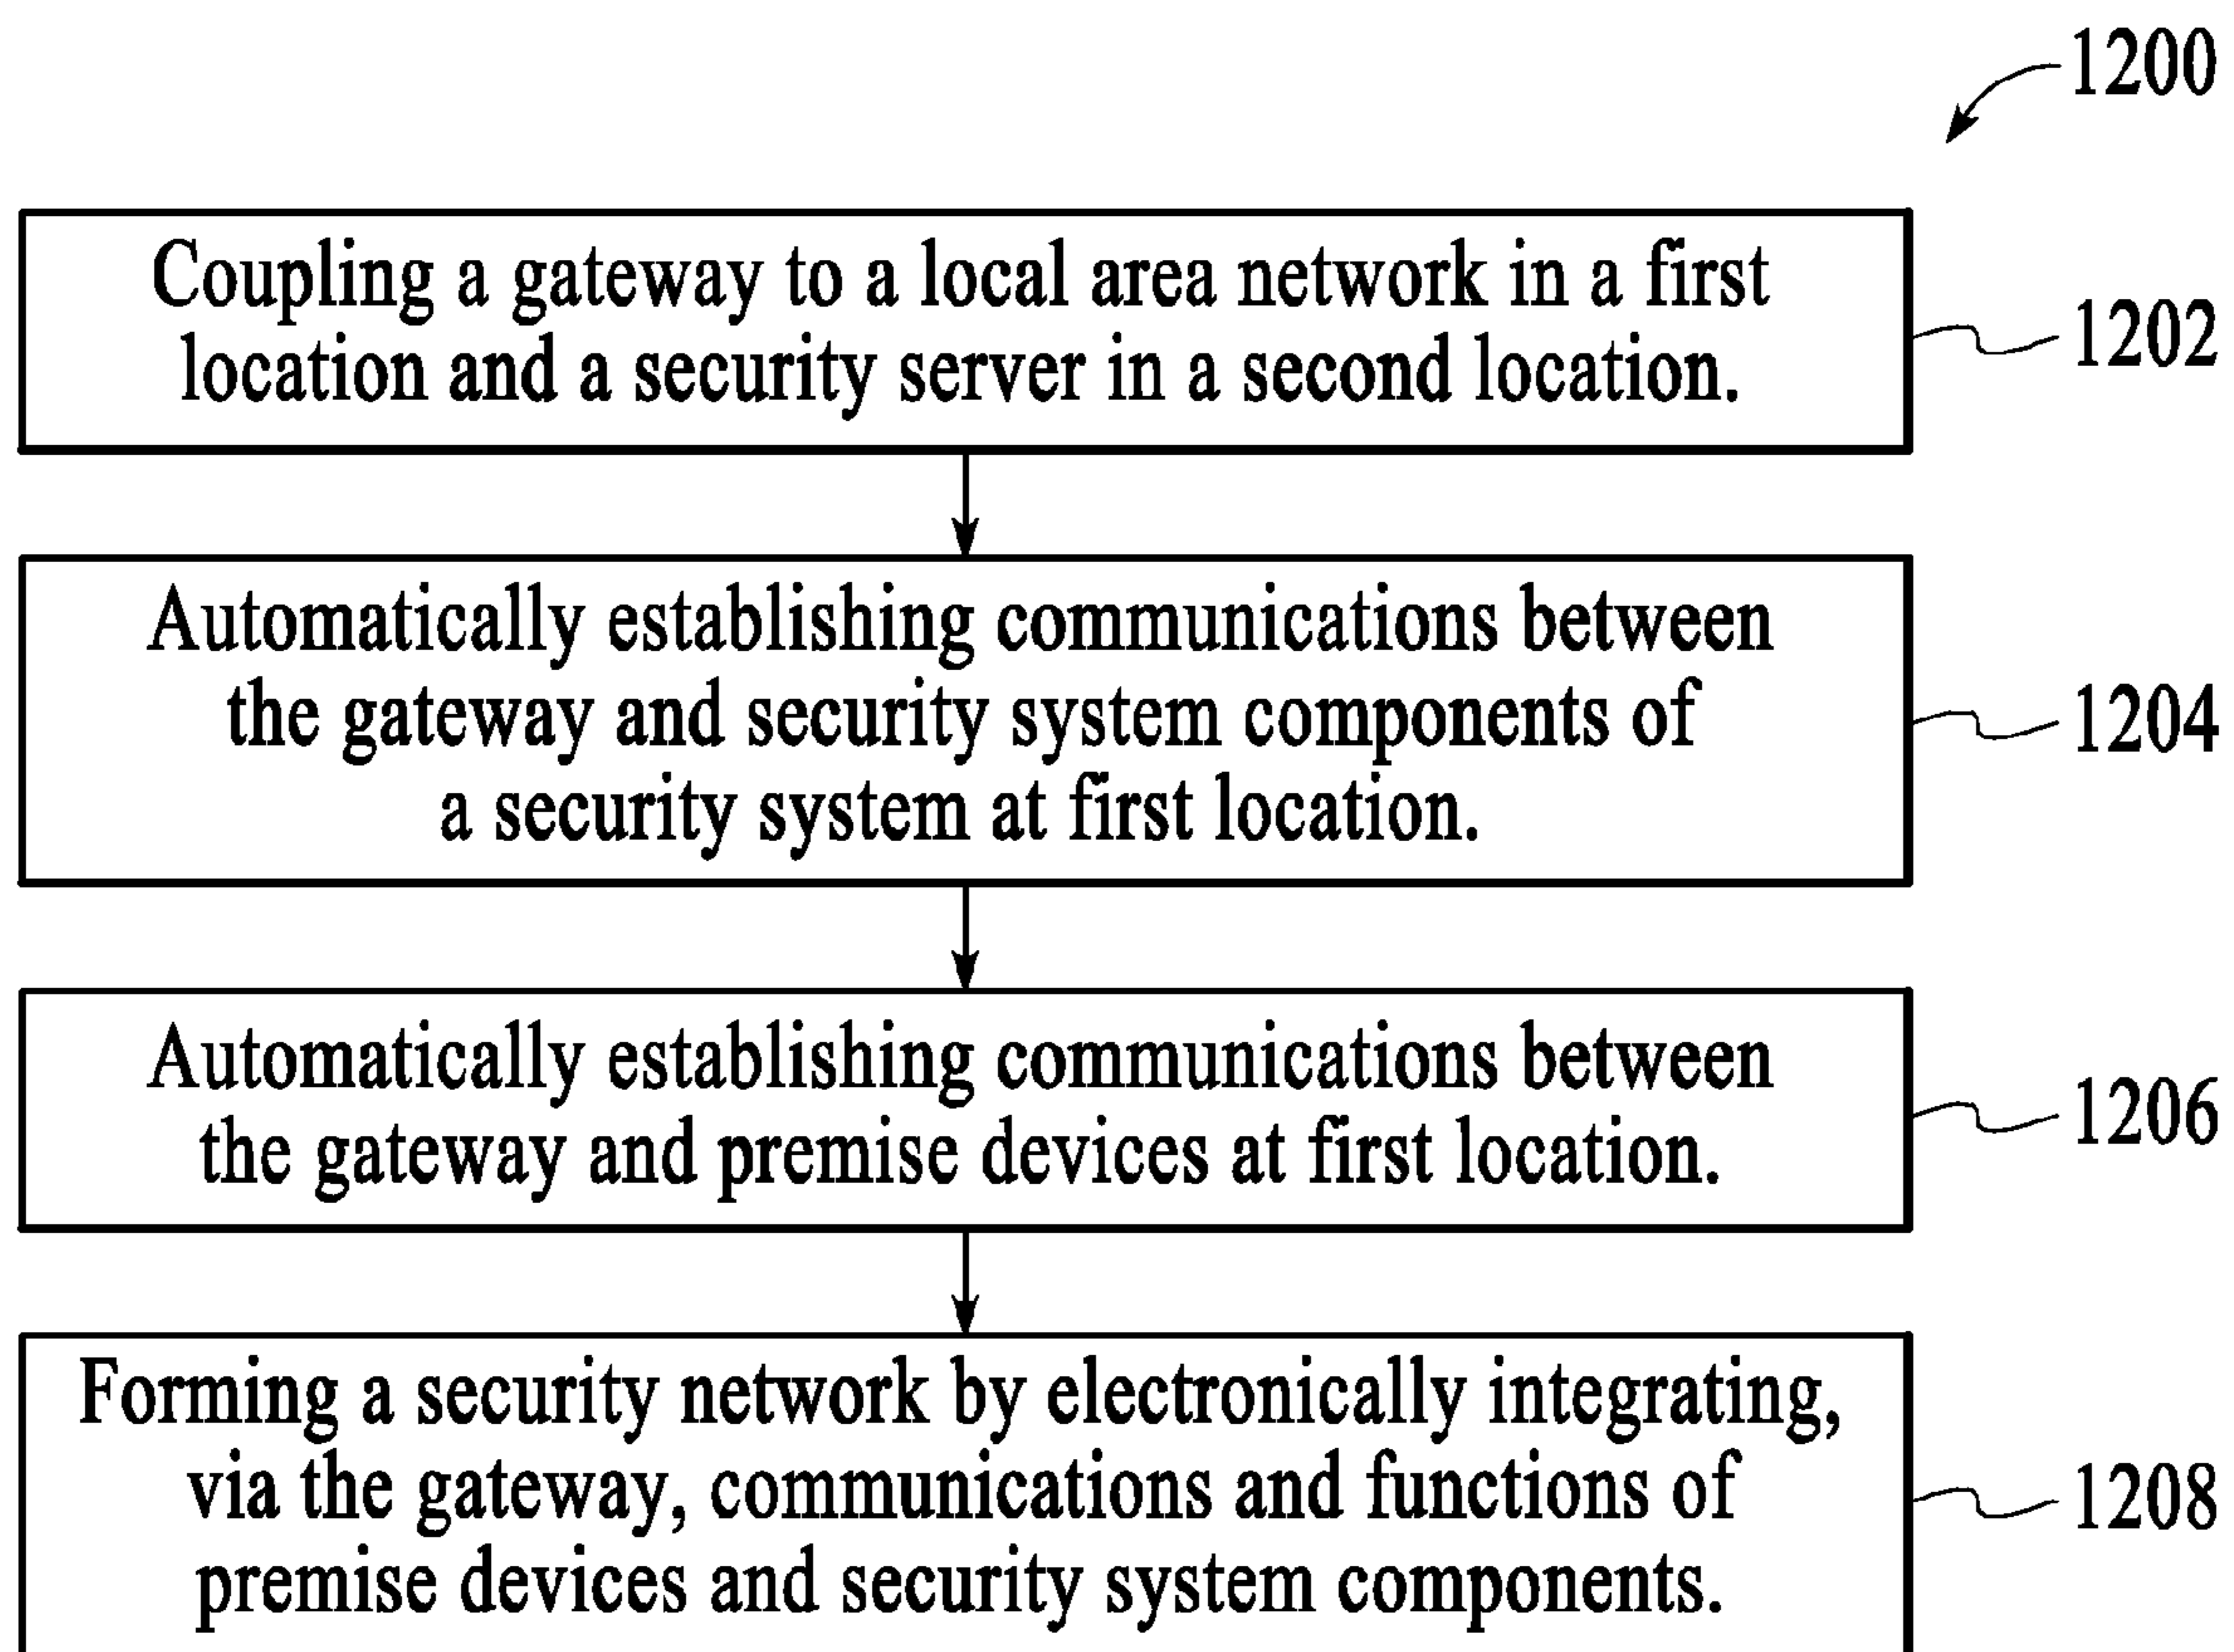 1200
Coupling a gateway to a local area network in a first
location and a security server in a second location.
1202
Automatically establishing communications between
the gateway and security system components of
a security system at first location.
1204
Automatically establishing communications between
the gateway and premise devices at first location.
1206
Forming a security network by electronically integrating,
via the gateway, communications and functions of
premise devices and security system components.
1208